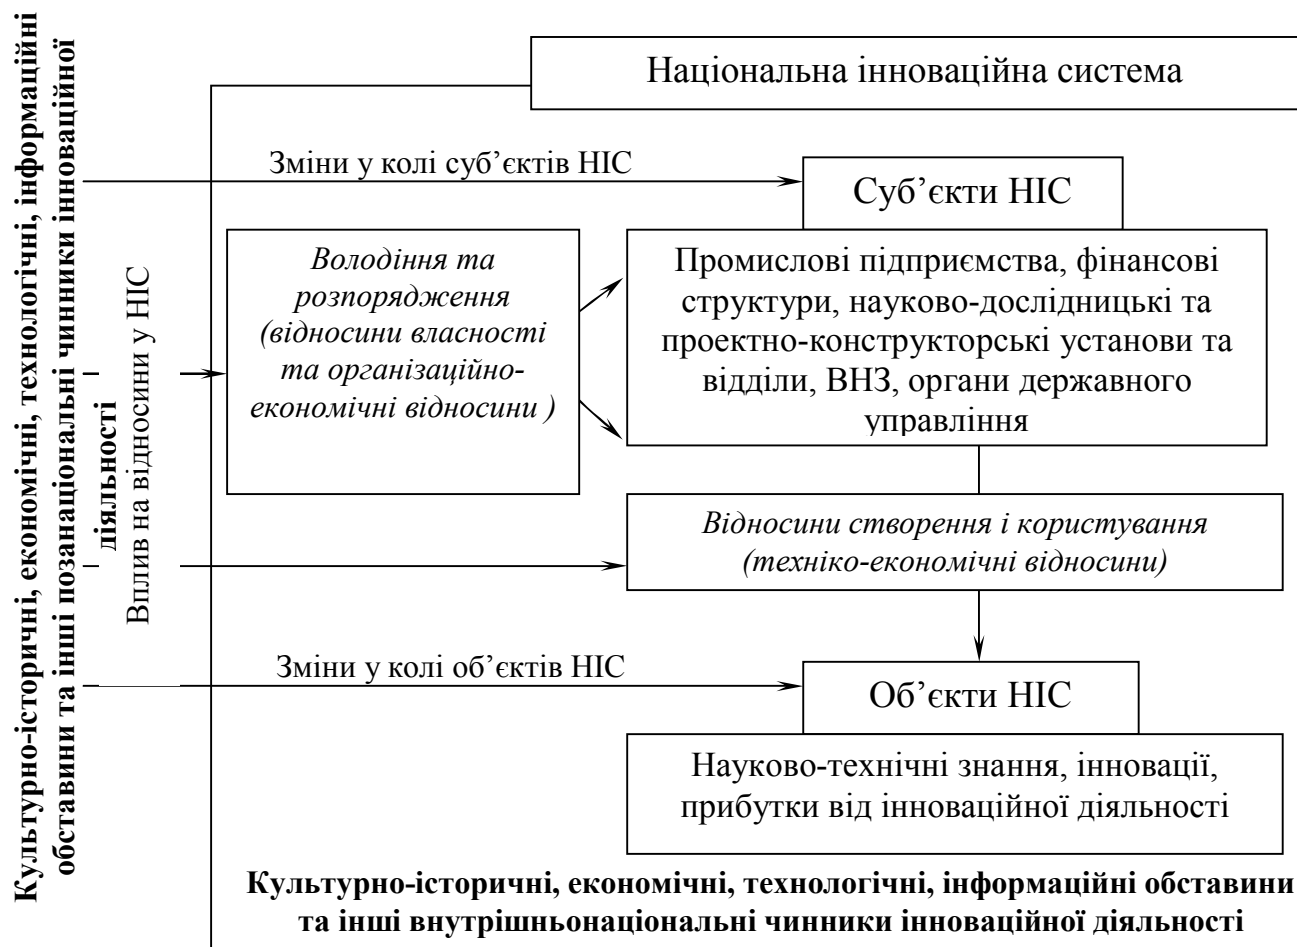 Культурно-історичні, економічні, технологічні, інформаційні
обставини та інші позанаціональні чинники інноваційної
діяльності
Вплив на відносини у НІС
Національна інноваційна система
Зміни у колі суб’єктів НІС
Суб’єкти НІС
Володіння та
розпорядження
(відносини власності
та організаційно-
економічні відносини )
Промислові підприємства, фінансові
структури, науково-дослідницькі та
проектно-конструкторські установи та
відділи, ВНЗ, органи державного
управління
Відносини створення і користування
(техніко-економічні відносини)
Зміни у колі об’єктів НІС
Об’єкти НІС
Науково-технічні знання, інновації,
прибутки від інноваційної діяльності
Культурно-історичні, економічні, технологічні, інформаційні обставини
та інші внутрішньонаціональні чинники інноваційної діяльності